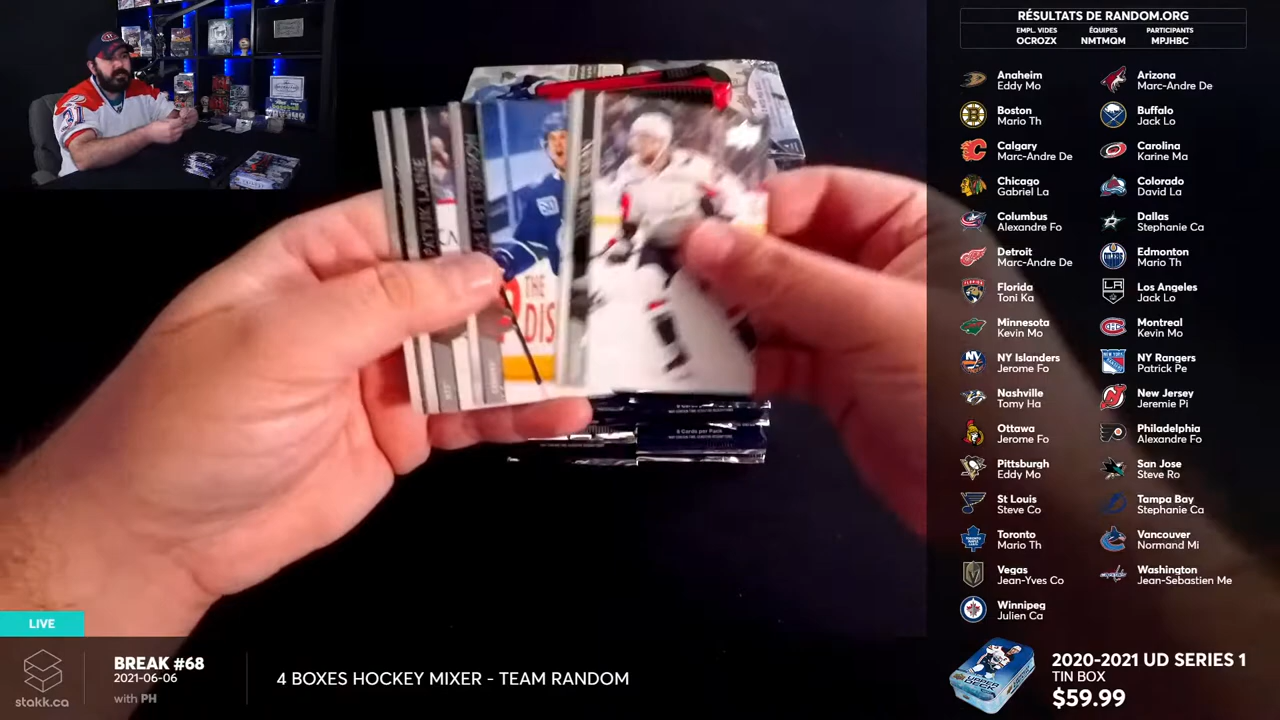 RÉSULTATS DE RANDOM.ORG
EMPL. VIDES
OCROZX
ÉQUIPES
NMTMQM
PARTICIPANTS
MPJHBC
Anaheim
Eddy Mo
Arizona
Marc-Andre De
Boston
Mario Th
Buffalo
Jack Lo
Calgary
Marc-Andre De
Carolina
Karine Ma
Chicago
Gabriel La
Colorado
David La
Columbus
Alexandre Fo
Dallas
Stephanie Ca
Detroit
Marc-Andre De
Edmonton
Mario Th
Florida
Toni Ka
Los Angeles
Jack Lo
Minnesota
Kevin Mo
Montreal
Kevin Mo
NY Islanders
Jerome Fo
NY Rangers
Patrick Pe
Nashville
Tomy Ha
New Jersey
Jeremie Pi
Ottawa
Jerome Fo
Philadelphia
Alexandre Fo
Pittsburgh
Eddy Mo
San Jose
Steve Ro
St Louis
Steve Co
Tampa Bay
Stephanie Ca
Toronto
Mario Th
Vancouver
Normand Mi
Vegas
Jean-Yves Co
Washington
Jean-Sebastien Me
Winnipeg
Julien Ca
PATRIK LAINE
THE
DIS
Cards per Pack
LIVE
stakk.ca
BREAK #68
2021-06-06
with PH
4 BOXES HOCKEY MIXER - TEAM RANDOM
2020-2021 UD SERIES 1
TIN BOX
$59.99